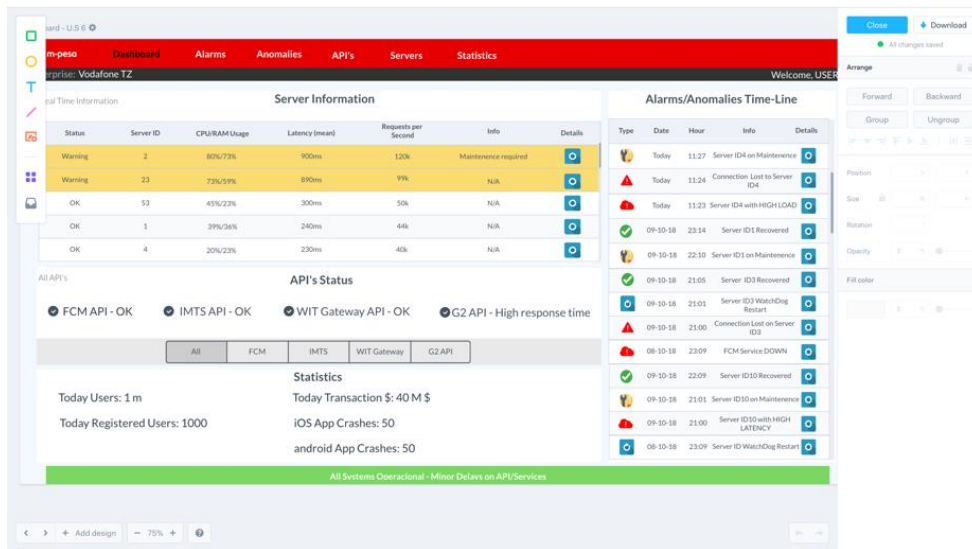 ard - U.S 6
Close
Download
All changes saved
m-pesa
Dashboard
Alarms
Anomalies
API's
Servers
Statistics
Arrange
erprise: Vodafone TZ
Welcome, USER
Forward
Backward
Group
Ungroup
eal Time Information
Server Information
Status Server ID CPU/RAM Usage Latency (mean) Requests per Second Info Details
Warning 2 80%/73% 900ms 120k Maintenence required
Warning 23 73%/59% 890ms 99k N/A
OK 53 45%/23% 300ms 50k N/A
OK 1 39%/36% 240ms 44k N/A
OK 4 20%/23% 230ms 40k N/A
Alarms/Anomalies Time-Line
Type Date Hour Info Details
Today 11:27 Server ID4 on Maintenence
Today 11:24 Connection Lost to Server ID4
Today 11:23 Server ID4 with HIGH LOAD
09-10-18 23:14 Server ID1 Recovered
09-10-18 22:10 Server ID1 on Maintenence
09-10-18 21:05 Server ID3 Recovered
09-10-18 21:01 Server ID3 WatchDog Restart
09-10-18 21:00 Connection Lost on Server ID3
08-10-18 23:09 FCM Service DOWN
09-10-18 22:09 Server ID10 Recovered
09-10-18 21:01 Server ID10 on Maintenence
09-10-18 21:00 Server ID10 with HIGH LATENCY
08-10-18 23:09 Server ID WatchDog Restart
Position
Size
Rotation
Opacity
Fill color
All API's
API's Status
FCM API - OK
IMTS API - OK
WIT Gateway API - OK
G2 API - High response time
All
FCM
IMTS
WIT Gateway
G2 API
Statistics
Today Users: 1 m
Today Transaction $: 40 M $
Today Registered Users: 1000
iOS App Crashes: 50
android App Crashes: 50
All Systems Operacional - Minor Delays on API/Services
Add design
75%